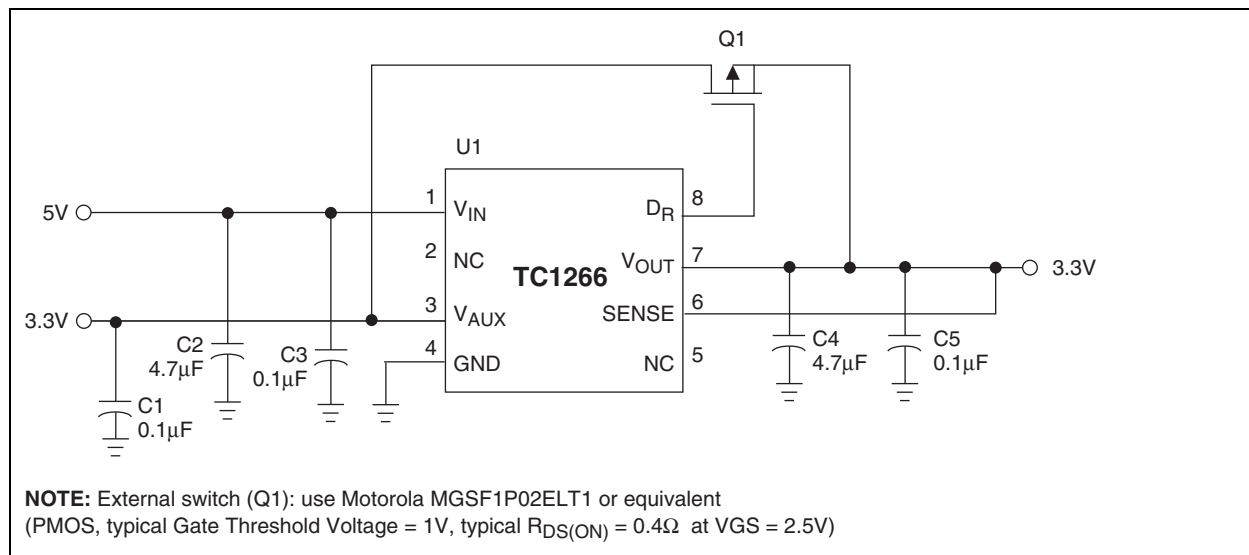 Q1
U1
1
VIN
5V
2
NC
3
VAUX
3.3V
4
GND
TC1266
DR
8
VOUT
7
3.3V
SENSE
6
NC
5
C2
4.7µF
C3
0.1µF
C1
0.1µF
C4
4.7µF
C5
0.1µF
NOTE: External switch (Q1): use Motorola MGSF1P02ELT1 or equivalent
(PMOS, typical Gate Threshold Voltage = 1V, typical RDS(ON) = 0.4Ω at VGS = 2.5V)